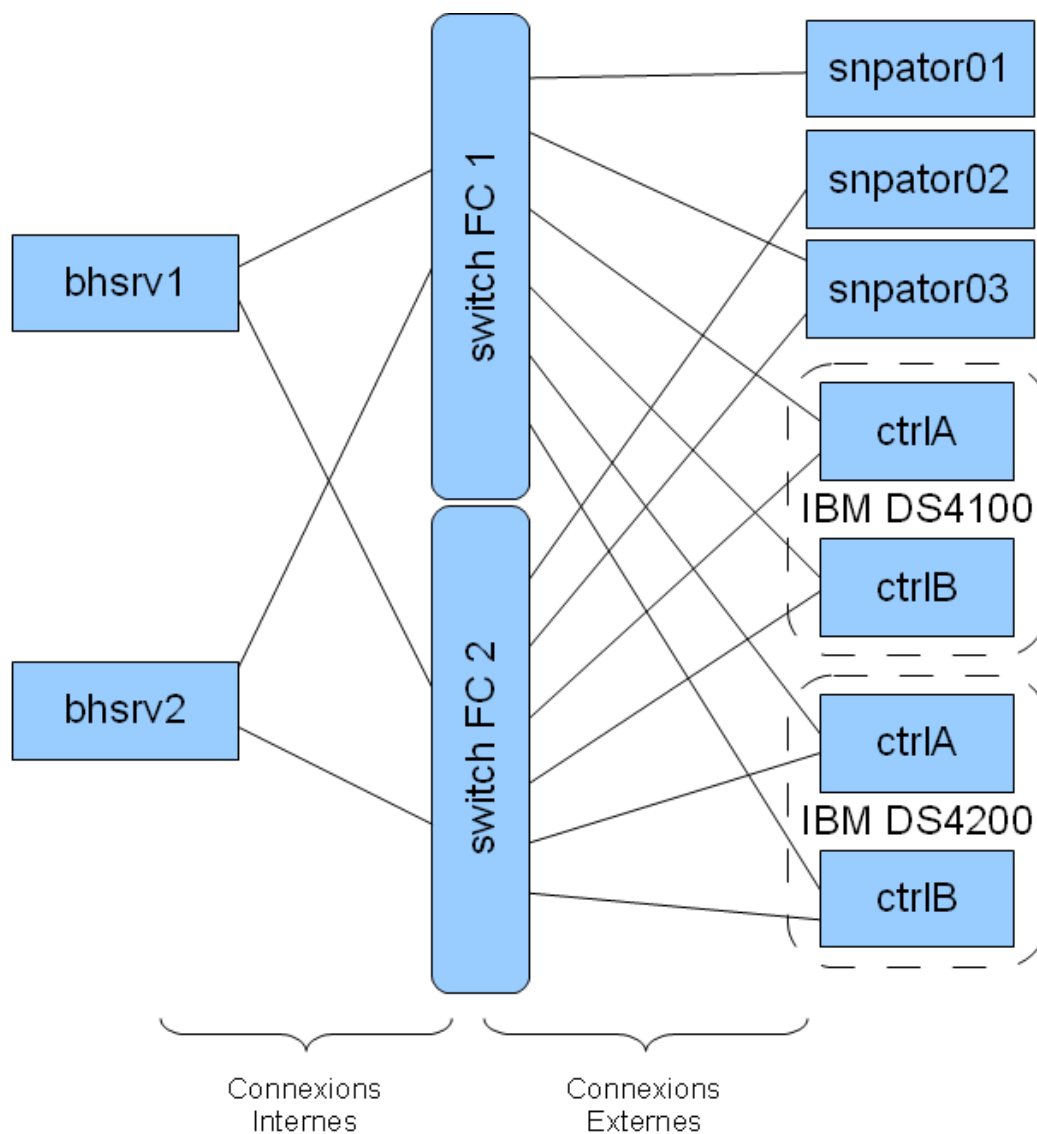 bhsrv1
bhsrv2
switch FC 1
switch FC 2
snpator01
snpator02
snpator03
ctrlA
IBM DS4100
ctrlB
ctrlA
IBM DS4200
ctrlB
Connexions
Internes
Connexions
Externes